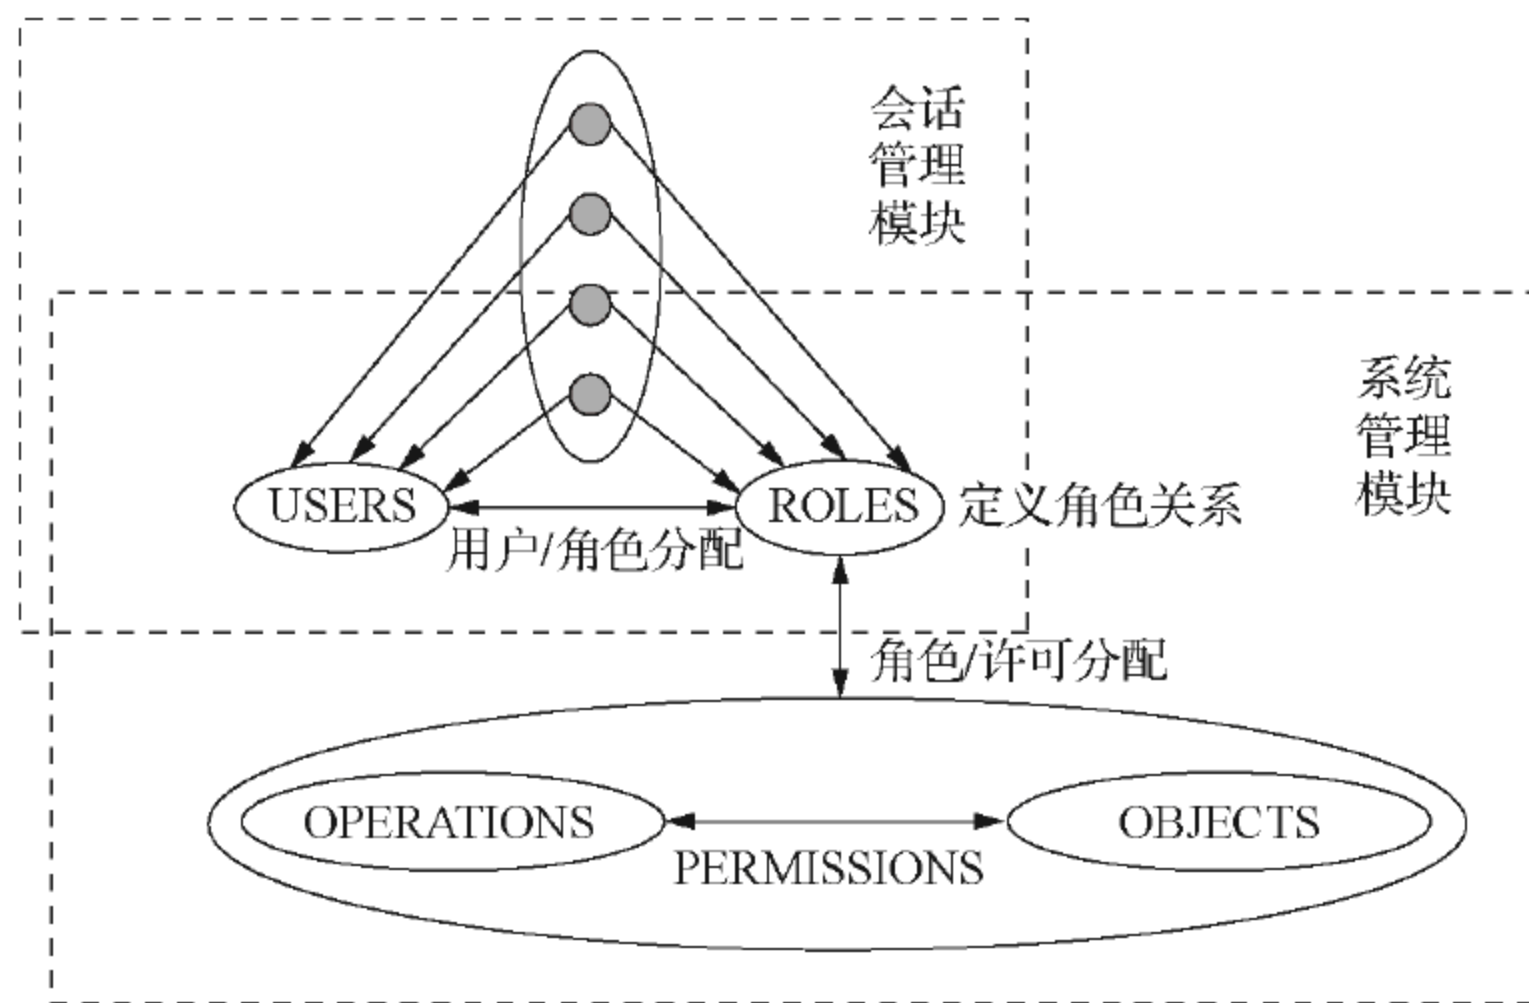 会话
管理
模块
系统
管理
模块
USERS
ROLES
定义角色关系
用户/角色分配
角色/许可分配
OPERATIONS
OBJECTS
PERMISSIONS